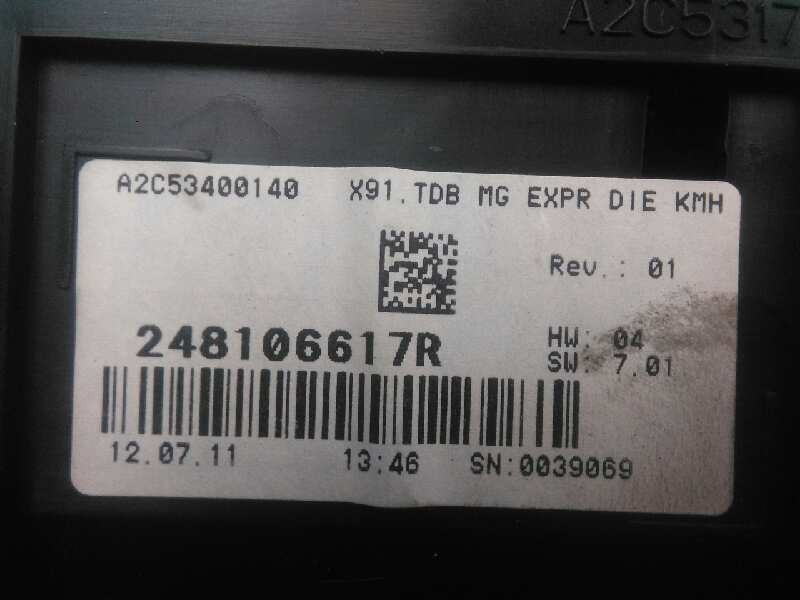 A2C5317
A2C53400140 X91.TDB MG EXPR DIE KMH
Rev.: 01
248106617R
HW: 04
SW: 7.01
12.07.11 13:46 SN:0039069